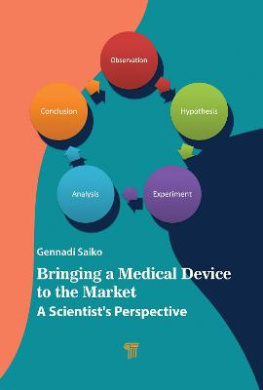 Observation
Conclusion
Hypothesis
Analysis
Experiment
Gennadi Saiko
Bringing a Medical Device
to the Market
A Scientist's Perspective